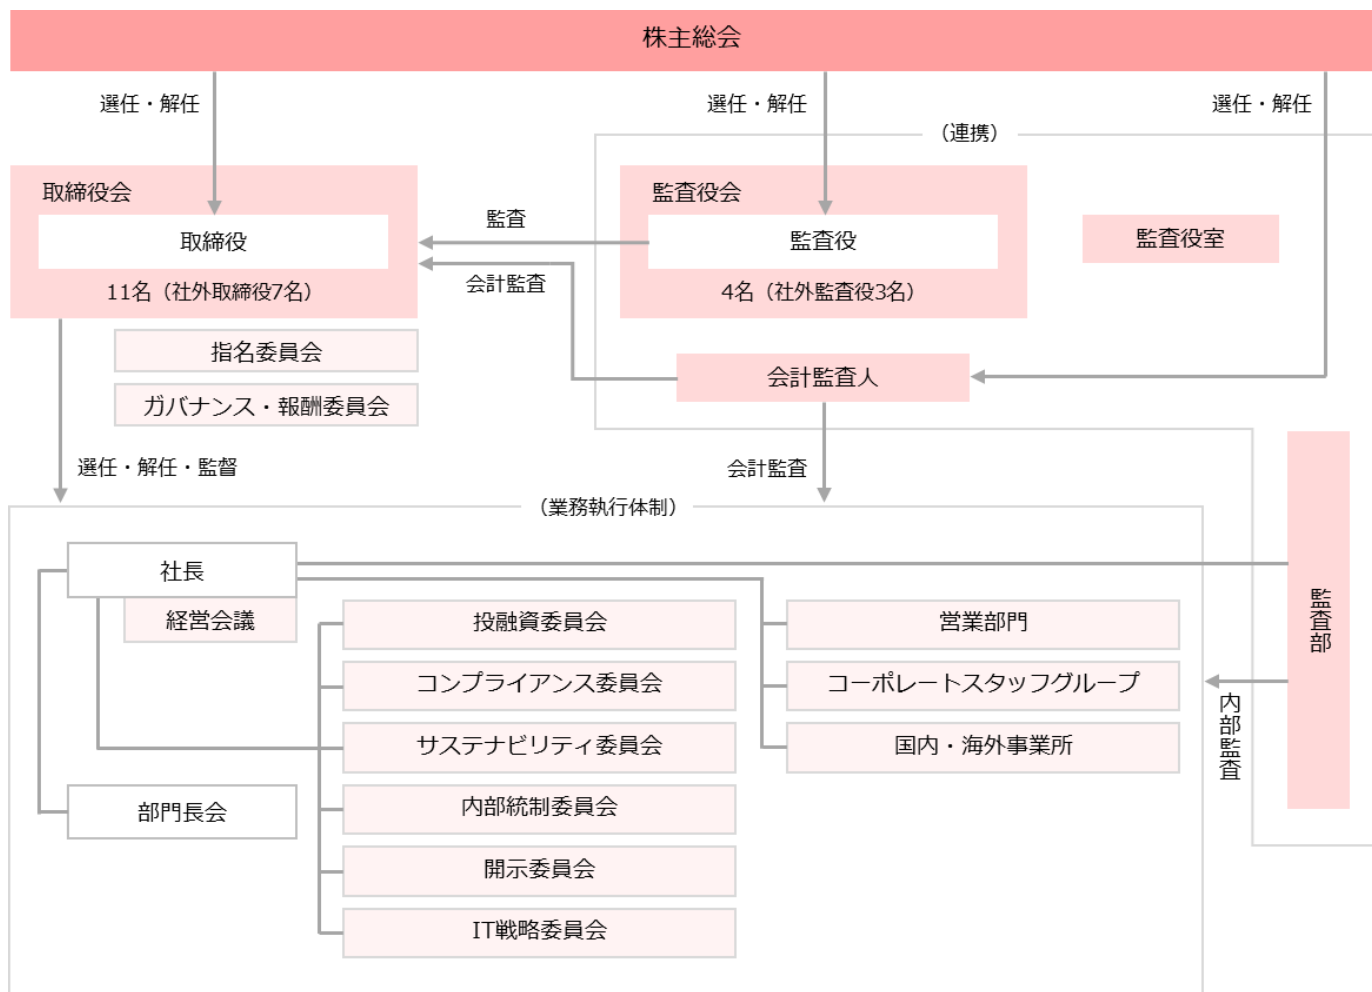 株主総会
選任・解任
選任・解任
選任・解任
（連携）
取締役会
取締役
11名（社外取締役7名）
監査
会計監査
監査役会
監査役
4名（社外監査役3名）
監査役室
指名委員会
ガバナンス・報酬委員会
会計監査人
選任・解任・監督
会計監査
（業務執行体制）
社長
経営会議
部門長会
投融資委員会
コンプライアンス委員会
サステナビリティ委員会
内部統制委員会
開示委員会
IT戦略委員会
営業部門
コーポレートスタッフグループ
国内・海外事業所
内部監査
監査部